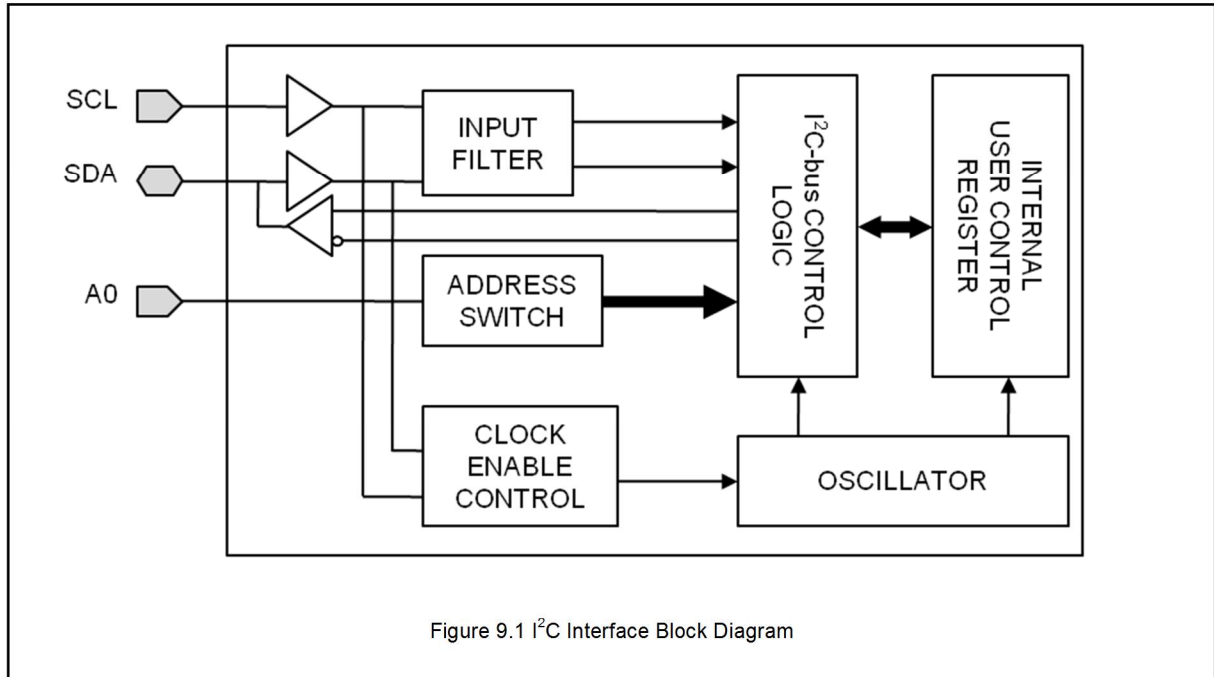 SCL
INPUT
FILTER
SDA
A0
ADDRESS
SWITCH
I²C-bus CONTROL
LOGIC
INTERNAL
USER CONTROL
REGISTER
CLOCK
ENABLE
CONTROL
OSCILLATOR
Figure 9.1 I²C Interface Block Diagram